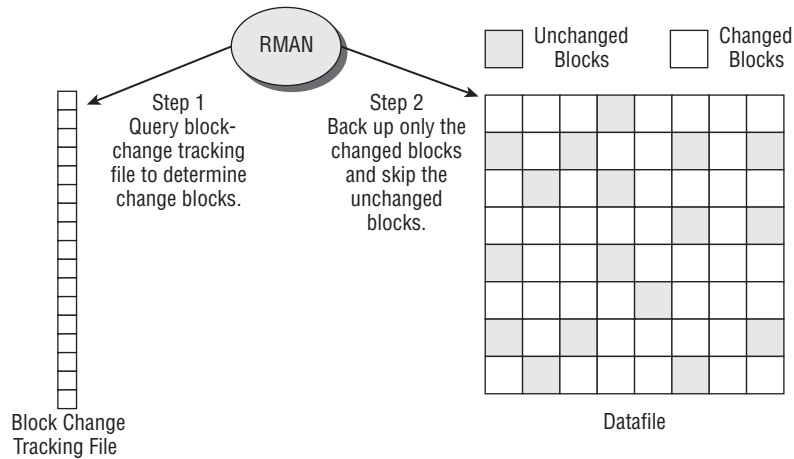 RMAN
Unchanged
Blocks
Changed
Blocks
Step 1
Query block-
change tracking
file to determine
change blocks.
Step 2
Back up only the
changed blocks
and skip the
unchanged
blocks.
Block Change
Tracking File
Datafile